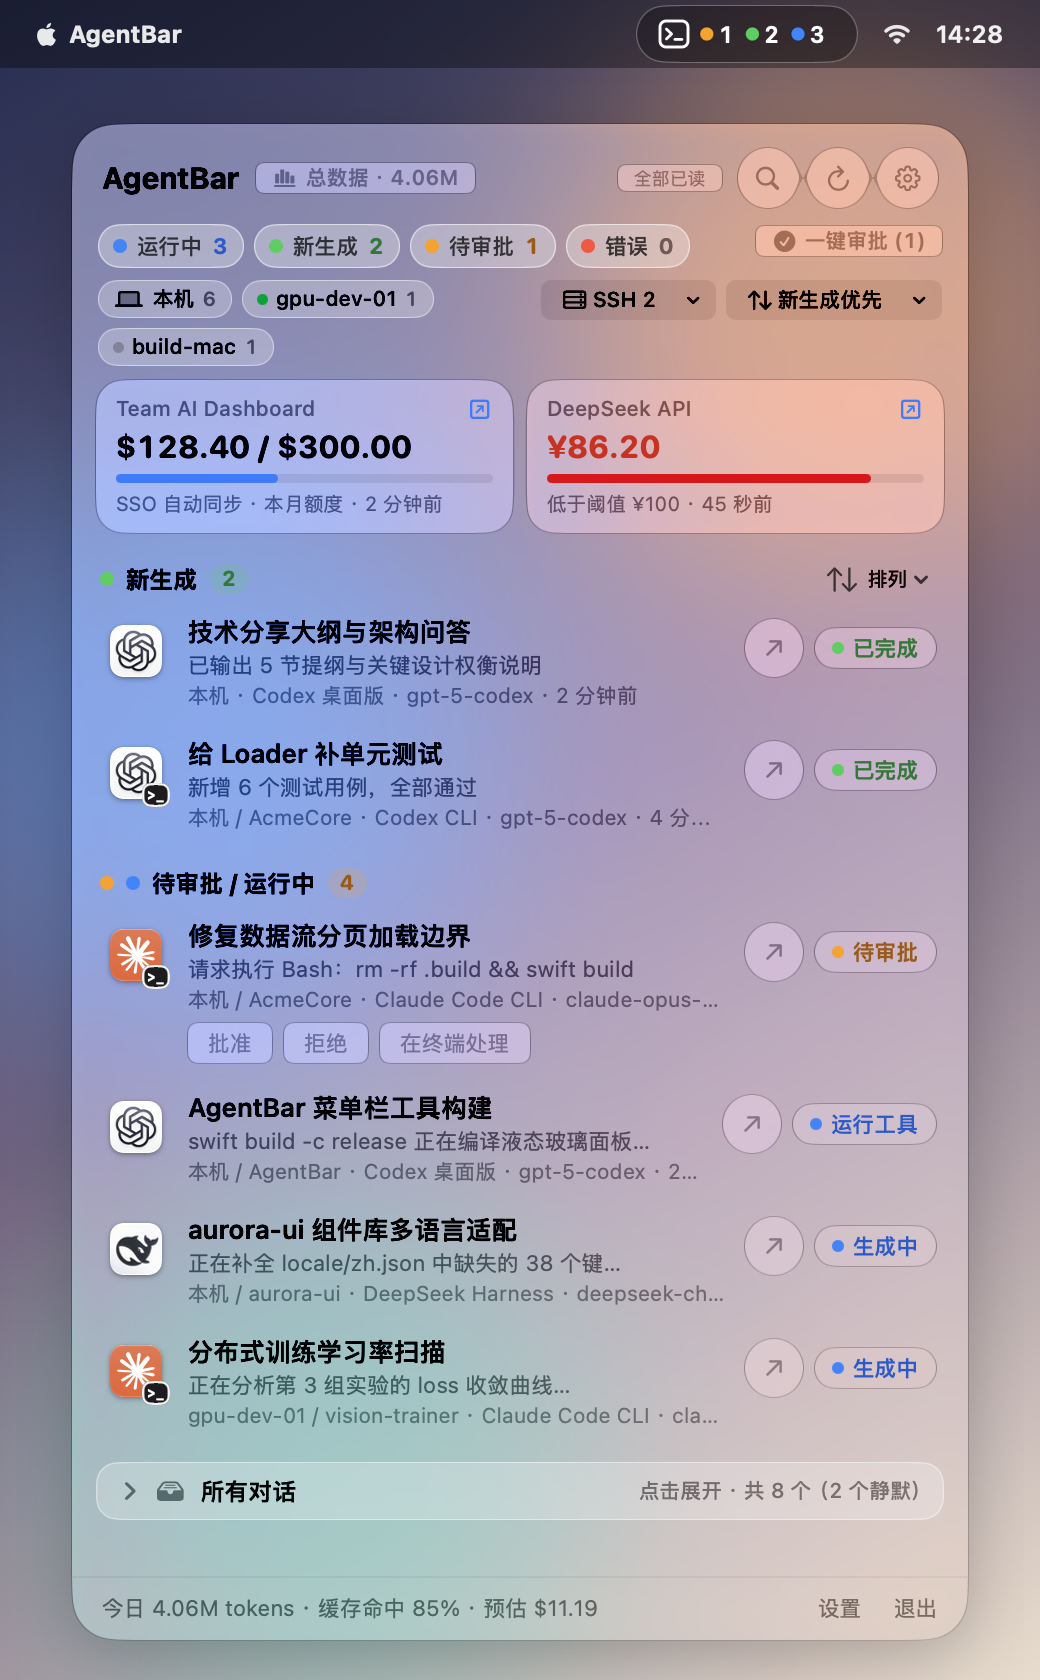 AgentBar 1 2 3 14:28
AgentBar 总数据 · 4.06M 全部已读
运行中 3 新生成 2 待审批 1 错误 0 一键审批 (1)
本机 6 gpu-dev-01 1 SSH 2 新生成优先
build-mac 1
Team AI Dashboard
$128.40 / $300.00
SSO 自动同步 · 本月额度 · 2 分钟前
DeepSeek API
¥86.20
低于阈值 ¥100 · 45 秒前
新生成 2 排列
技术分享大纲与架构问答
已输出 5 节提纲与关键设计权衡说明
本机 · Codex 桌面版 · gpt-5-codex · 2 分钟前
已完成
给 Loader 补单元测试
新增 6 个测试用例，全部通过
本机 / AcmeCore · Codex CLI · gpt-5-codex · 4 分...
已完成
待审批 / 运行中 4
修复数据流分页加载边界
请求执行 Bash：rm -rf .build && swift build
本机 / AcmeCore · Claude Code CLI · claude-opus-...
待审批
批准 拒绝 在终端处理
AgentBar 菜单栏工具构建
swift build -c release 正在编译液态玻璃面板...
本机 / AgentBar · Codex 桌面版 · gpt-5-codex · 2...
运行工具
aurora-ui 组件库多语言适配
正在补全 locale/zh.json 中缺失的 38 个键...
本机 / aurora-ui · DeepSeek Harness · deepseek-ch...
生成中
分布式训练学习率扫描
正在分析第 3 组实验的 loss 收敛曲线...
gpu-dev-01 / vision-trainer · Claude Code CLI · cla...
生成中
所有对话 点击展开 · 共 8 个（2 个静默）
今日 4.06M tokens · 缓存命中 85% · 预估 $11.19 设置 退出